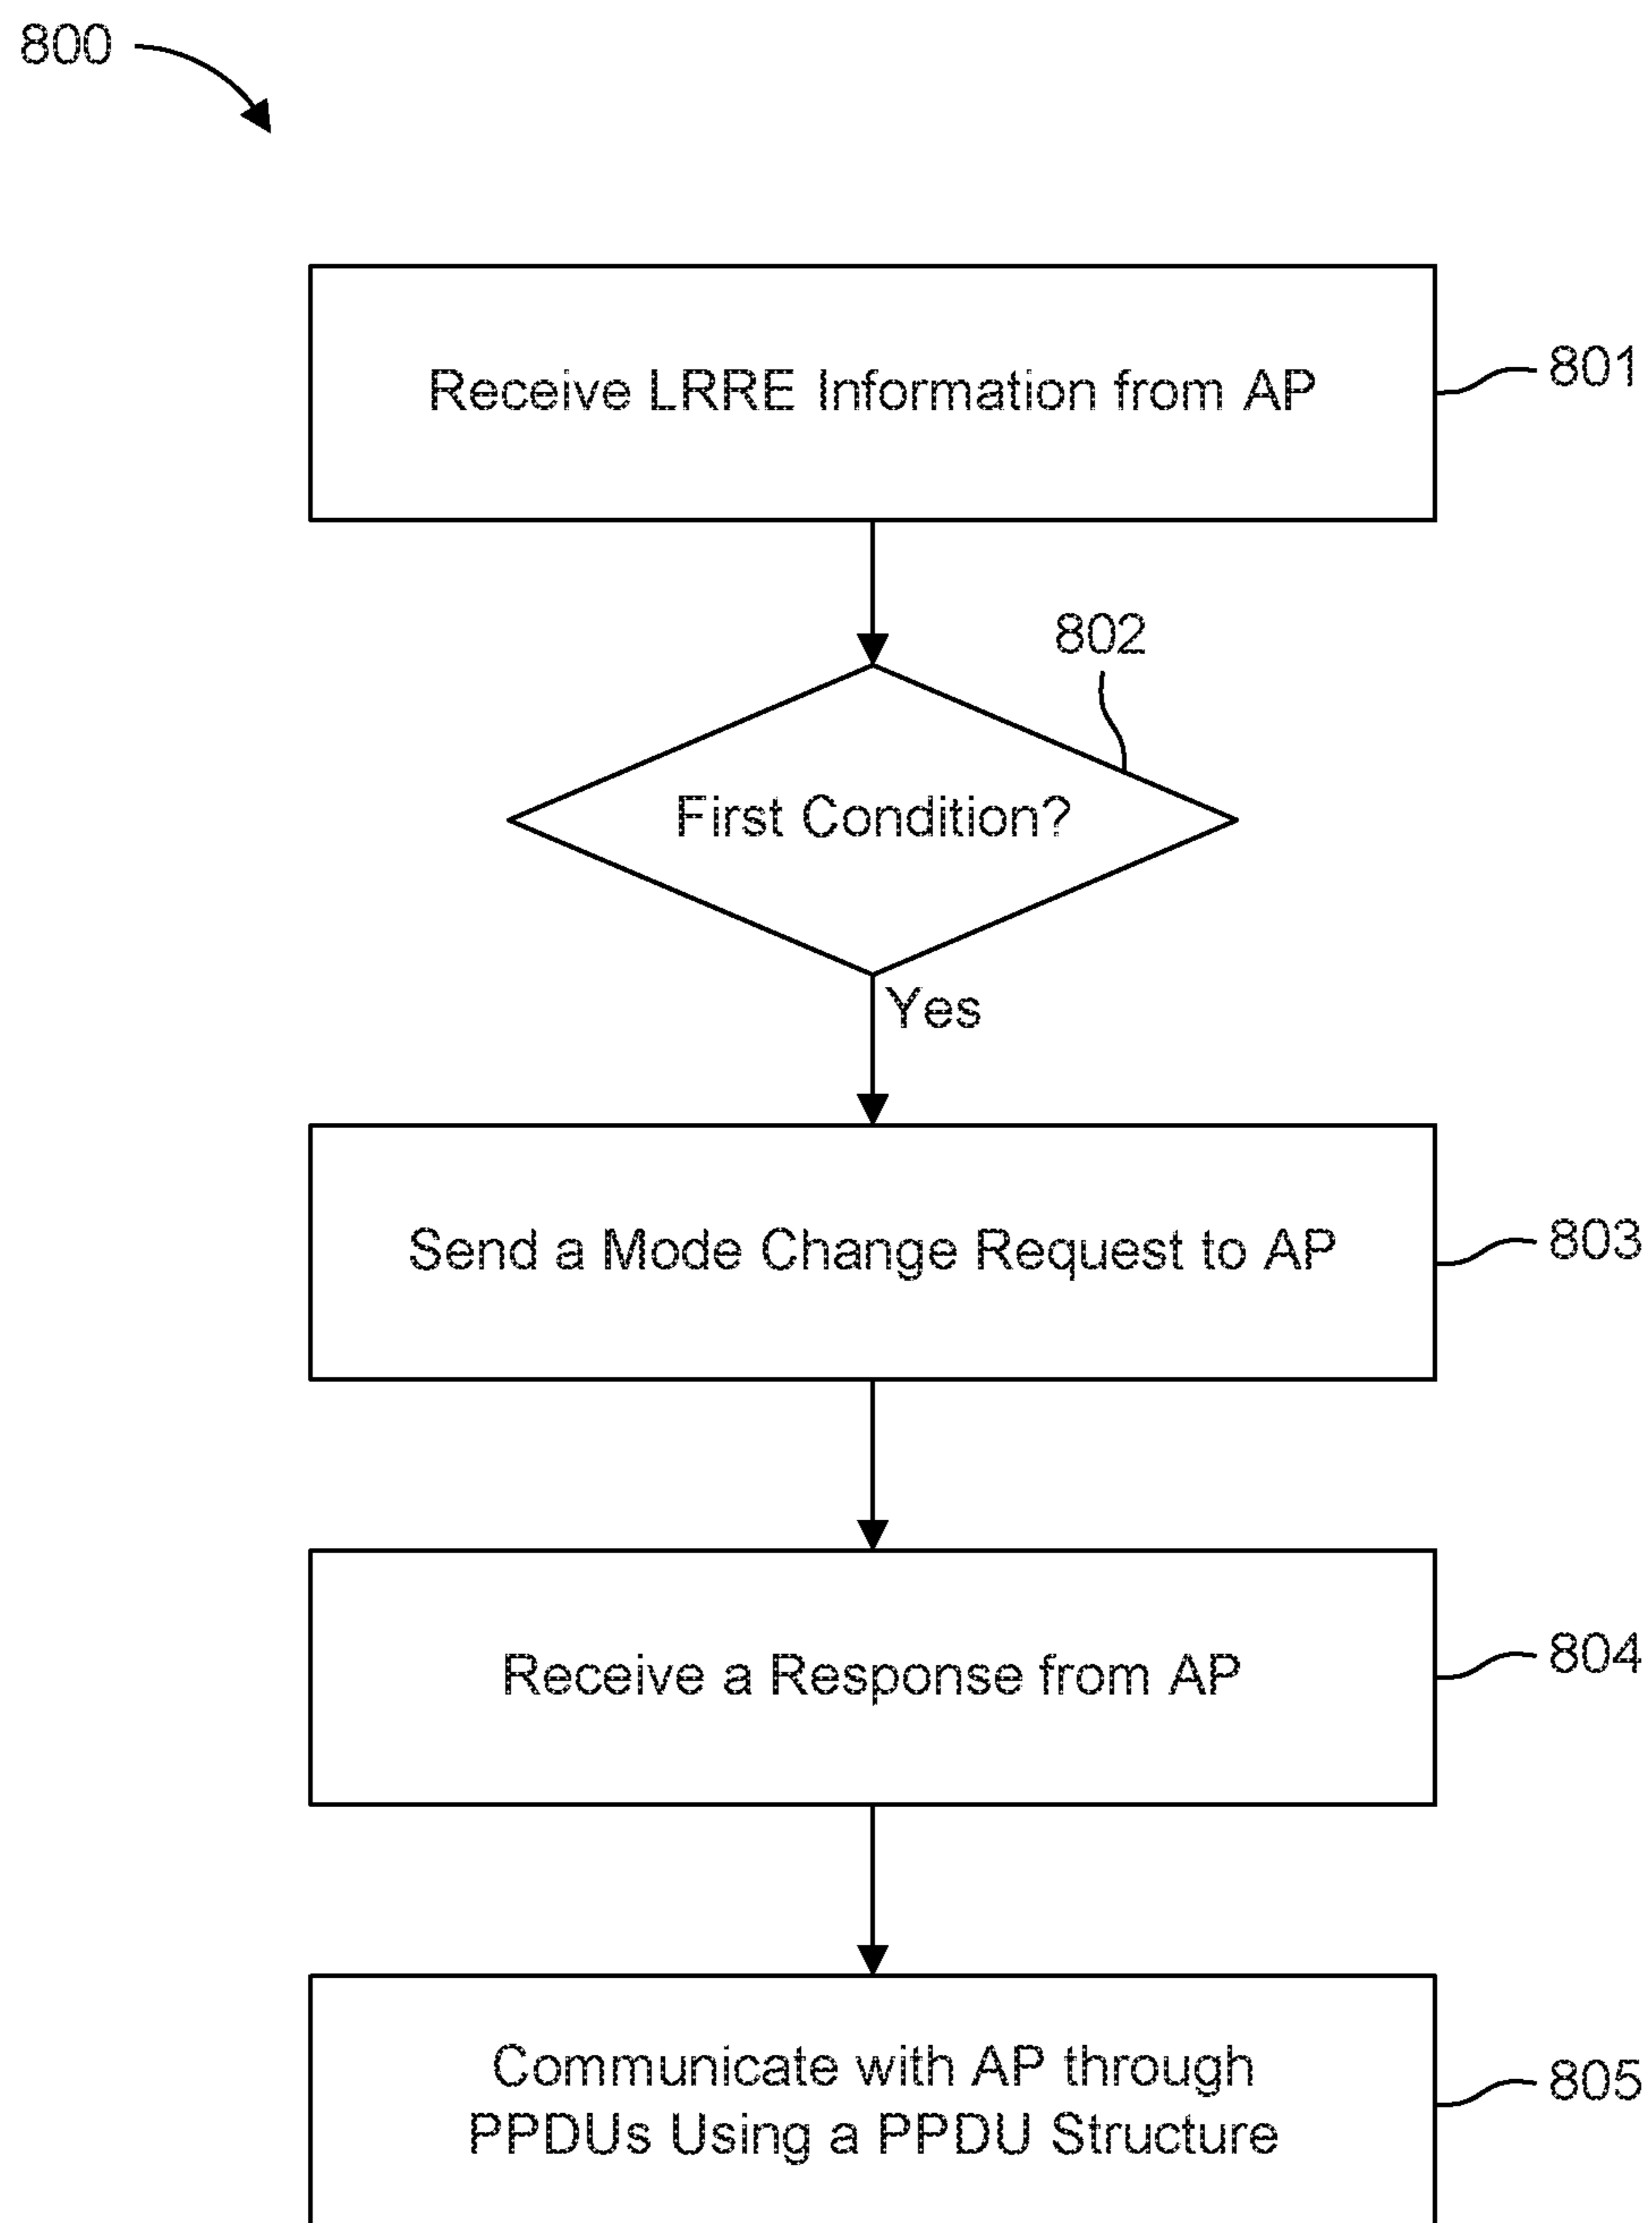 800
Receive LRRE Information from AP
801
802
First Condition?
Yes
Send a Mode Change Request to AP
803
Receive a Response from AP
804
Communicate with AP through
PPDUs Using a PPDU Structure
805